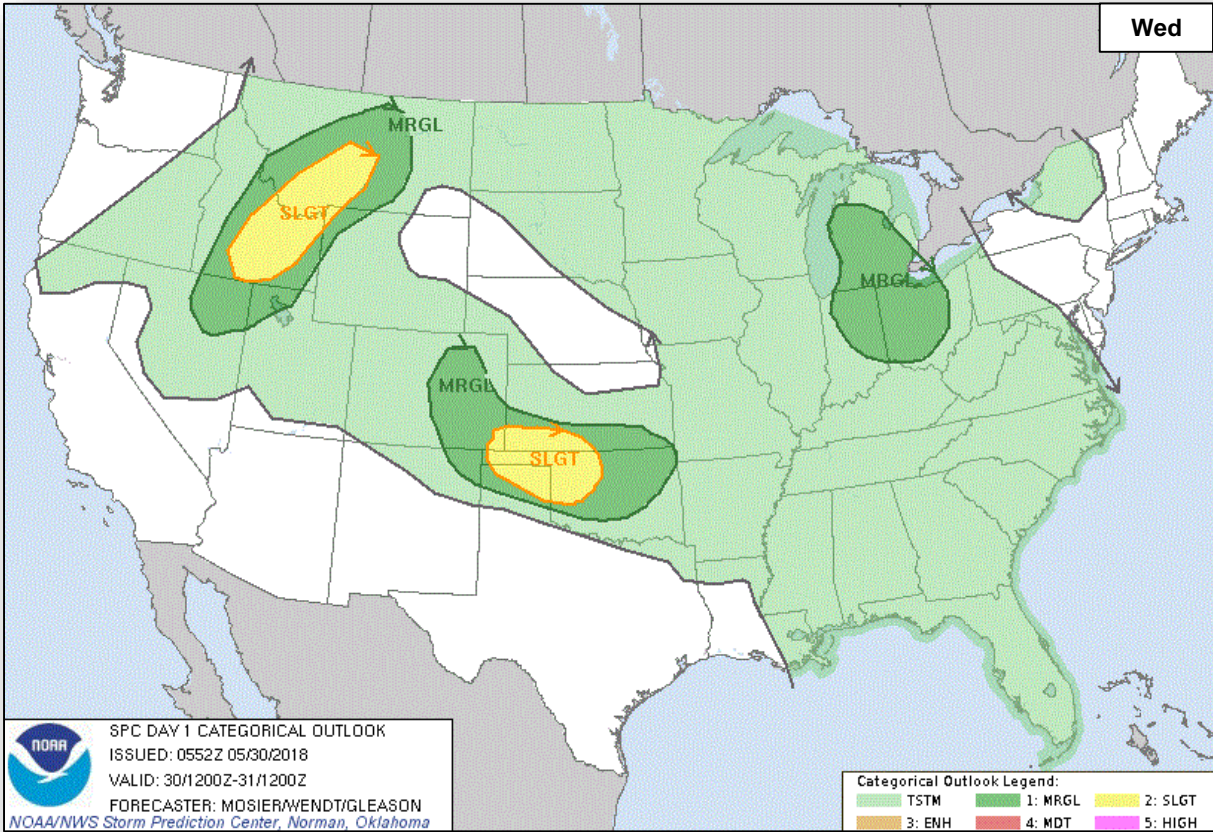 Wed
MRGL
SLGT
MRGL
MRGL
SLGT
NOAA
SPC DAY 1 CATEGORICAL OUTLOOK
ISSUED: 0552Z 05/30/2018
VALID: 30/1200Z-31/1200Z
FORECASTER: MOSIER/WENDT/GLEASON
NOAA/NWS Storm Prediction Center, Norman, Oklahoma
Categorical Outlook Legend:
TSTM 1: MRGL 2: SLGT
3: ENH 4: MDT 5: HIGH